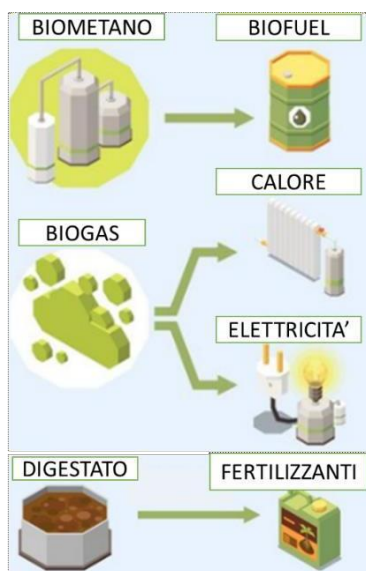 BIOMETANO
BIOFUEL
CALORE
BIOGAS
ELETTRICITA’
DIGESTATO
FERTILIZZANTI